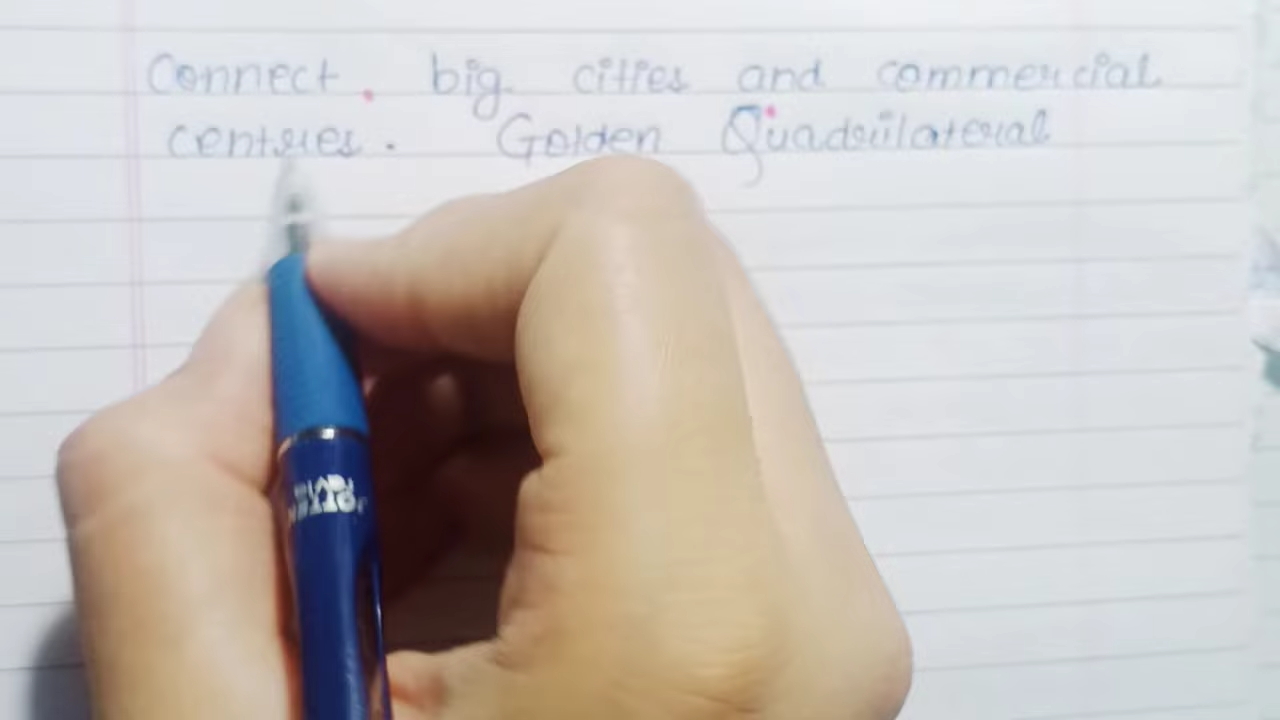 Connect big cities and commercial
centres. Golden Quadrilateral